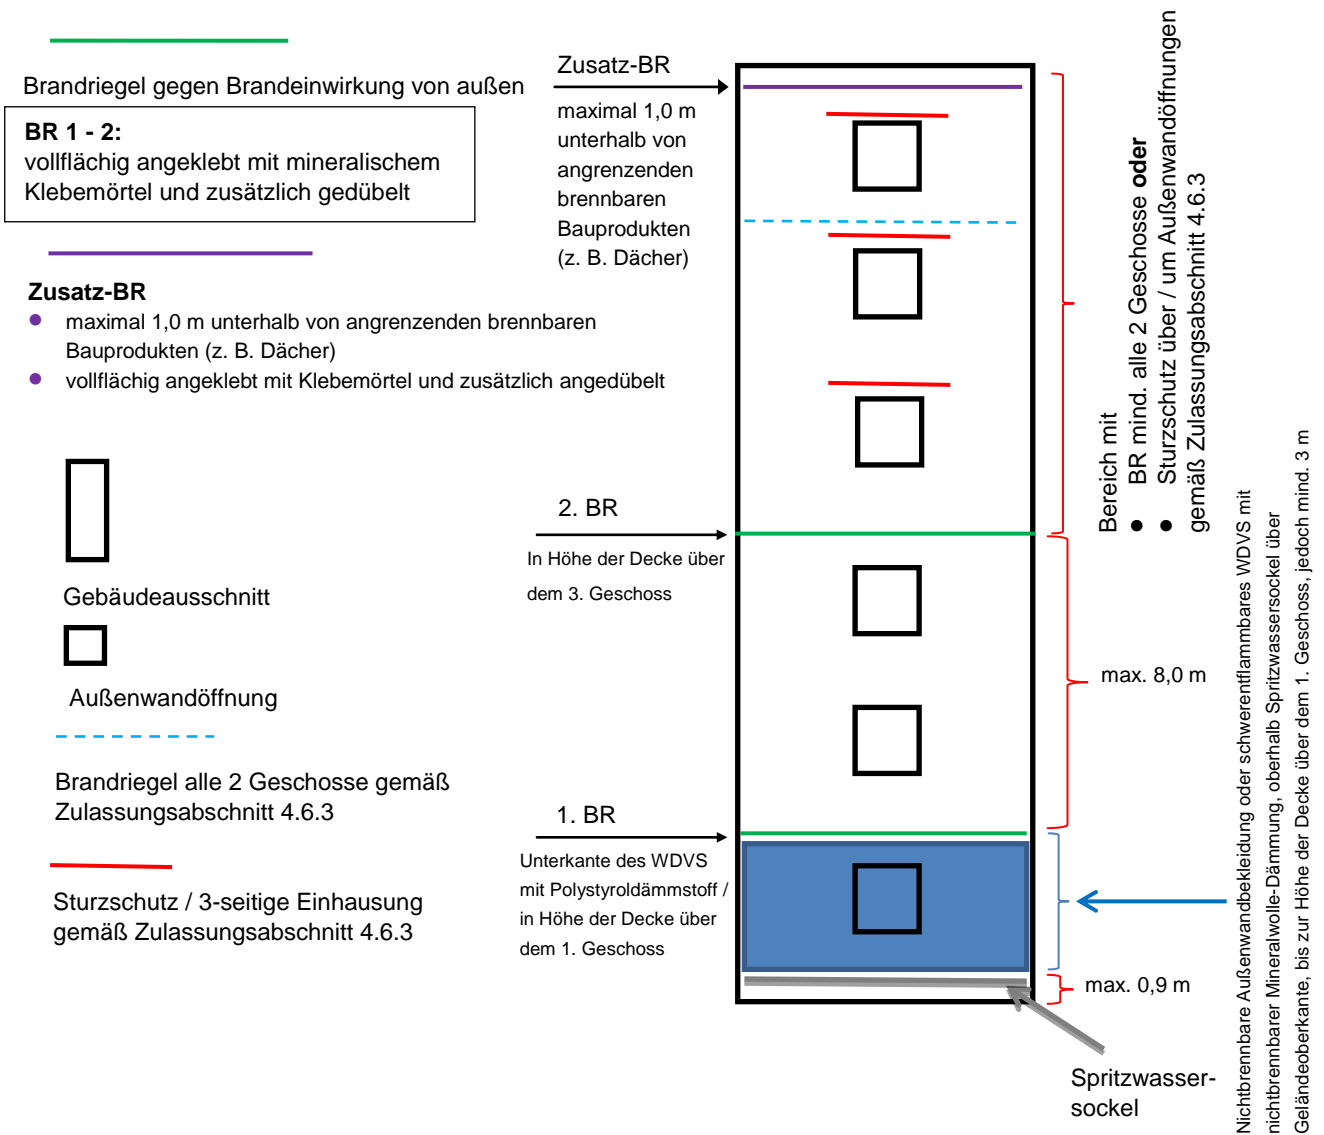 Brandriegel gegen Brandeinwirkung von außen
BR 1 - 2:
vollflächig angeklebt mit mineralischem
Klebemörtel und zusätzlich gedübelt
Zusatz-BR
● maximal 1,0 m unterhalb von angrenzenden brennbaren
Bauprodukten (z. B. Dächer)
● vollflächig angeklebt mit Klebemörtel und zusätzlich angedübelt
Gebäudeausschnitt
Außenwandöffnung
Brandriegel alle 2 Geschosse gemäß
Zulassungsabschnitt 4.6.3
Sturzschutz / 3-seitige Einhausung
gemäß Zulassungsabschnitt 4.6.3
Zusatz-BR
maximal 1,0 m
unterhalb von
angrenzenden
brennbaren
Bauprodukten
(z. B. Dächer)
2. BR
In Höhe der Decke über
dem 3. Geschoss
1. BR
Unterkante des WDVS
mit Polystyroldämmstoff /
in Höhe der Decke über
dem 1. Geschoss
Bereich mit
● BR mind. alle 2 Geschosse oder
● Sturzschutz über / um Außenwandöffnungen
gemäß Zulassungsabschnitt 4.6.3
max. 8,0 m
max. 0,9 m
Spritzwasser-
sockel
Nichtbrennbare Außenwandbekleidung oder schwerentflammbares WDVS mit
nichtbrennbarer Mineralwolle-Dämmung, oberhalb Spritzwassersockel über
Geländeoberkante, bis zur Höhe der Decke über dem 1. Geschoss, jedoch mind. 3 m